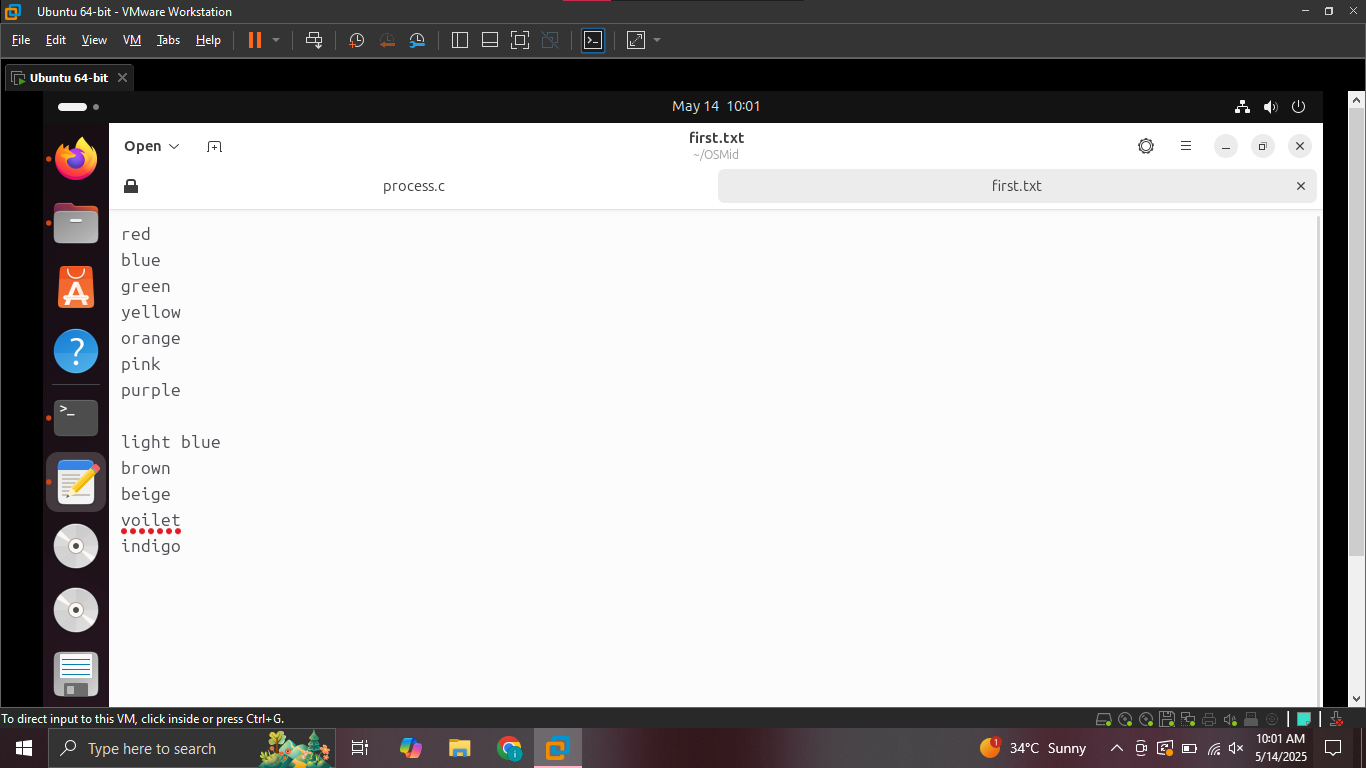 Ubuntu 64-bit - VMware Workstation
File Edit View VM Tabs Help
Ubuntu 64-bit
May 14 10:01
Open
first.txt
~/OSMid
process.c
first.txt
red
blue
green
yellow
orange
pink
purple
light blue
brown
beige
voilet
indigo
To direct input to this VM, click inside or press Ctrl+G.
Type here to search
1
34°C Sunny
10:01 AM
5/14/2025